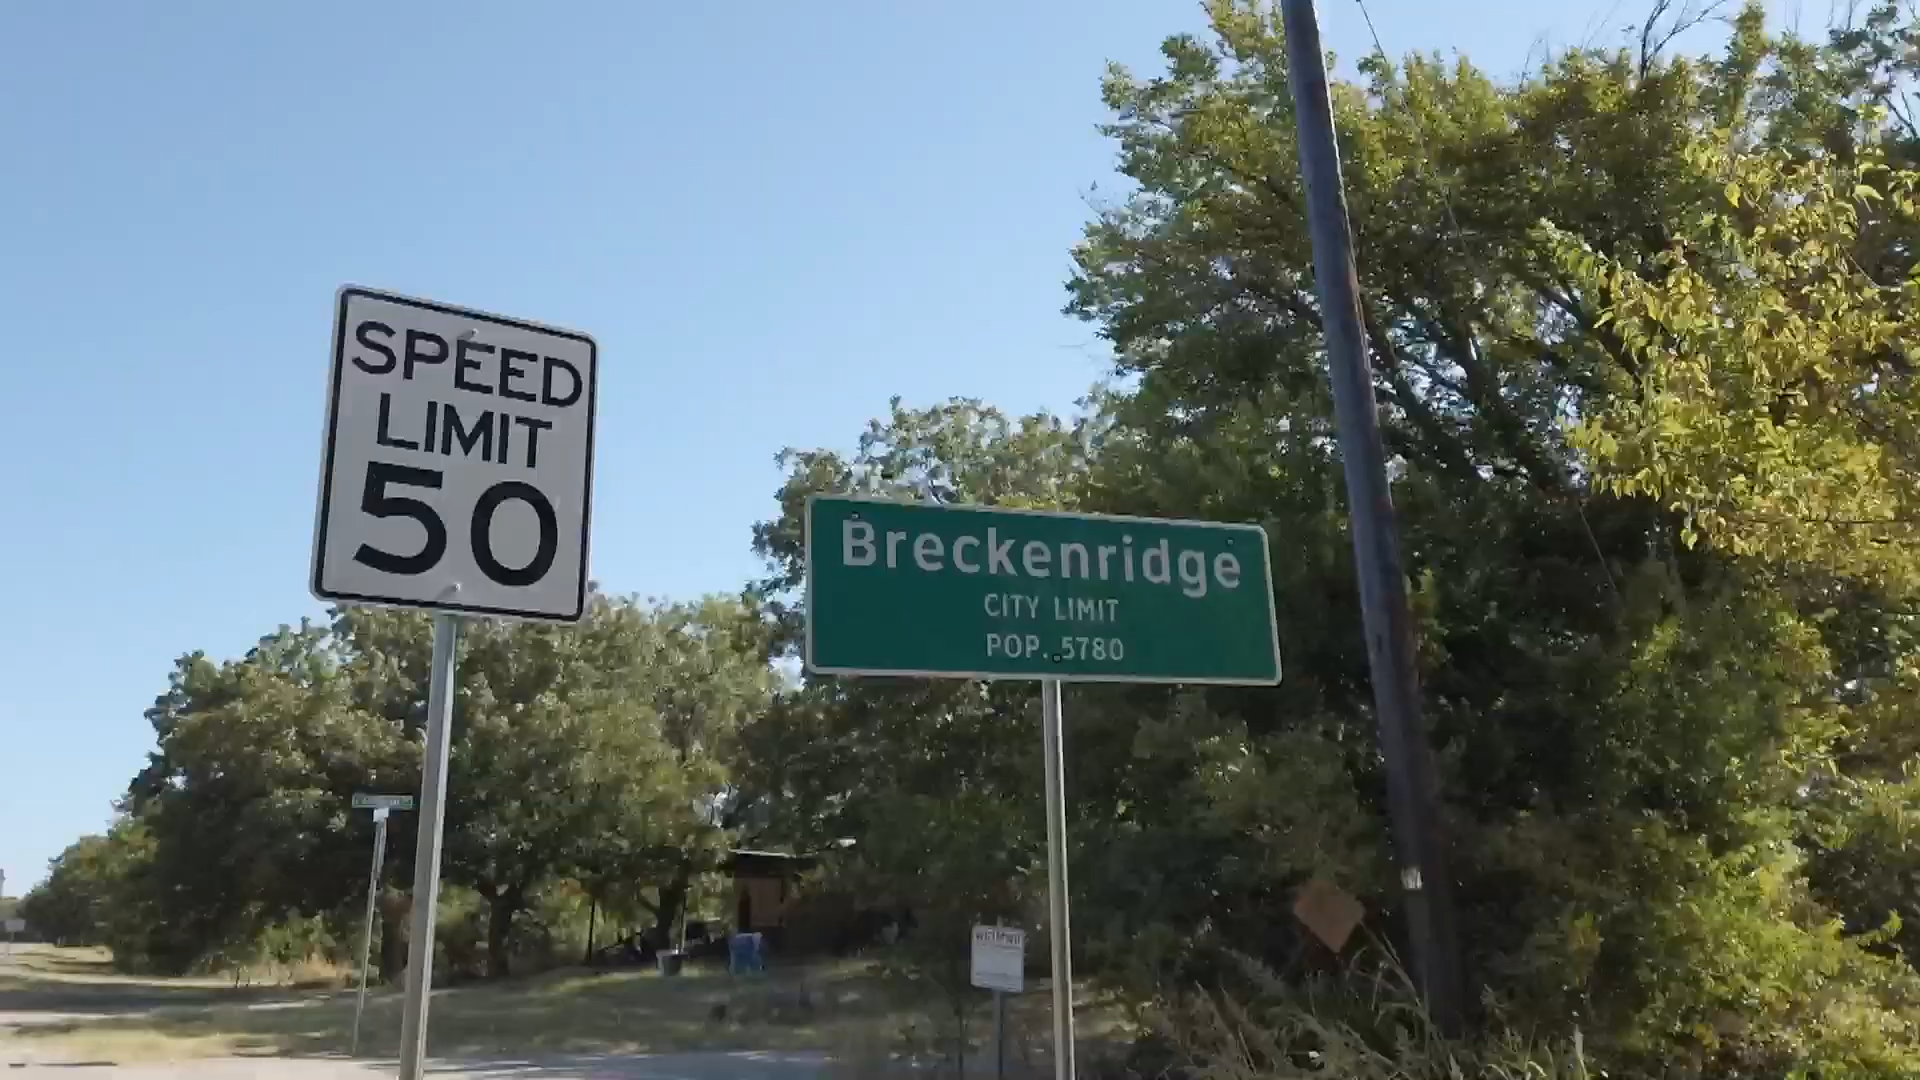 SPEED
LIMIT
50
Breckenridge
CITY LIMIT
POP. 5780